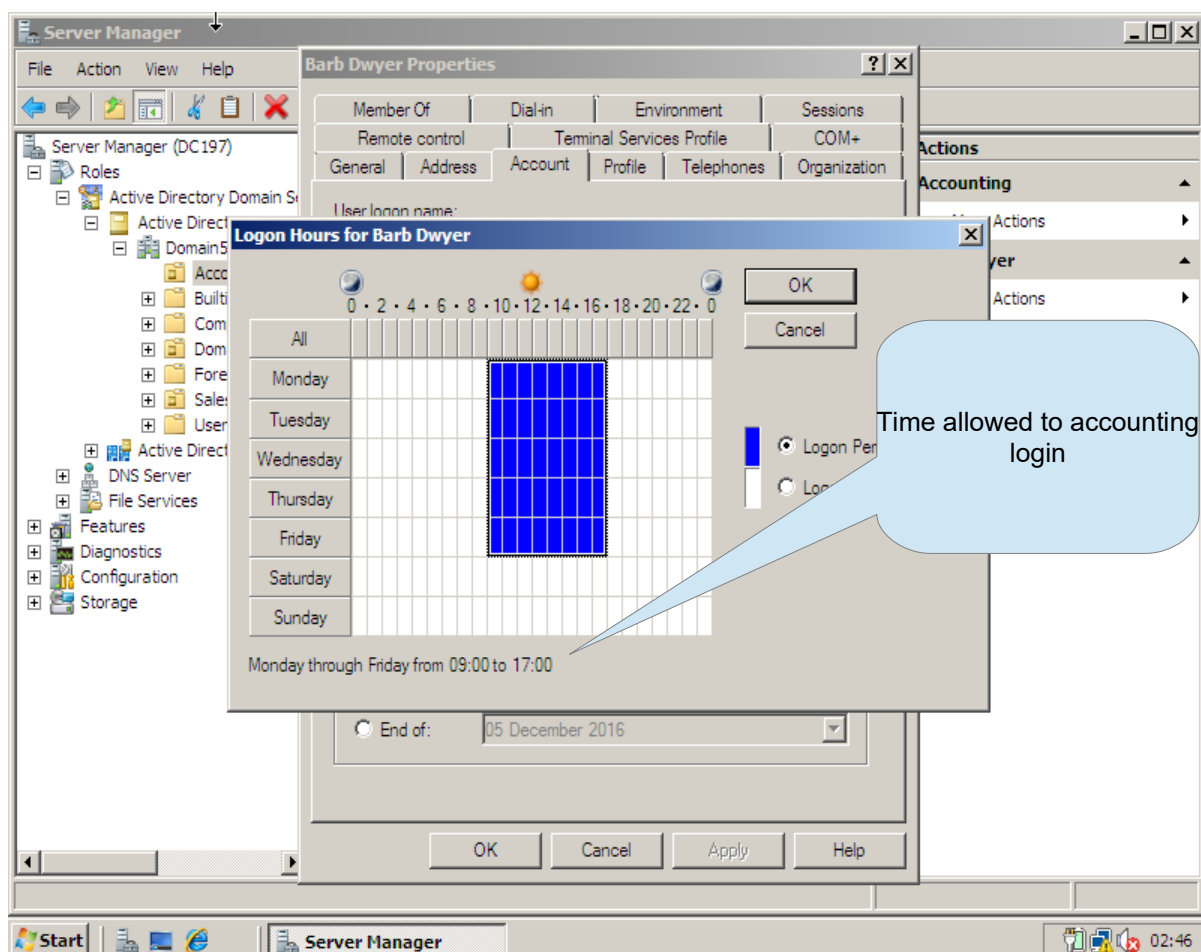 Server Manager
File Action View Help
Server Manager (DC197)
Roles
Active Directory Domain Se
Active Direct
Domain5
Acco
Builti
Com
Dom
Fore
Sales
User
Active Direct
DNS Server
File Services
Features
Diagnostics
Configuration
Storage
Barb Dwyer Properties
Member Of Dial-in Environment Sessions
Remote control Terminal Services Profile COM+
General Address Account Profile Telephones Organization
User logon name:
Logon Hours for Barb Dwyer
0 · 2 · 4 · 6 · 8 · 10 · 12 · 14 · 16 · 18 · 20 · 22 · 0
All
Monday
Tuesday
Wednesday
Thursday
Friday
Saturday
Sunday
Monday through Friday from 09:00 to 17:00
OK
Cancel
Logon Per
Time allowed to accounting
login
End of: 05 December 2016
OK Cancel Apply Help
Actions
Accounting
Actions
yer
Actions
Start
Server Manager
02:46